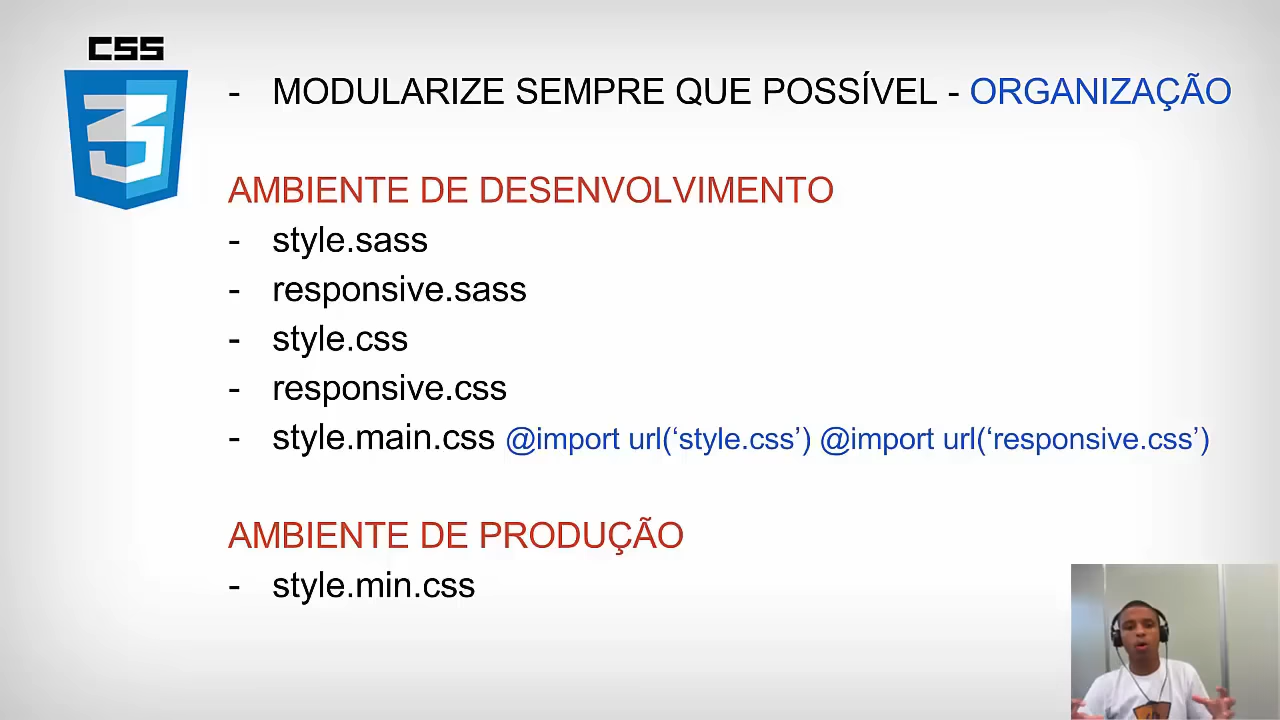 CSS
3
- MODULARIZE SEMPRE QUE POSSÍVEL - ORGANIZAÇÃO
AMBIENTE DE DESENVOLVIMENTO
- style.sass
- responsive.sass
- style.css
- responsive.css
- style.main.css @import url(‘style.css’) @import url(‘responsive.css’)
AMBIENTE DE PRODUÇÃO
- style.min.css